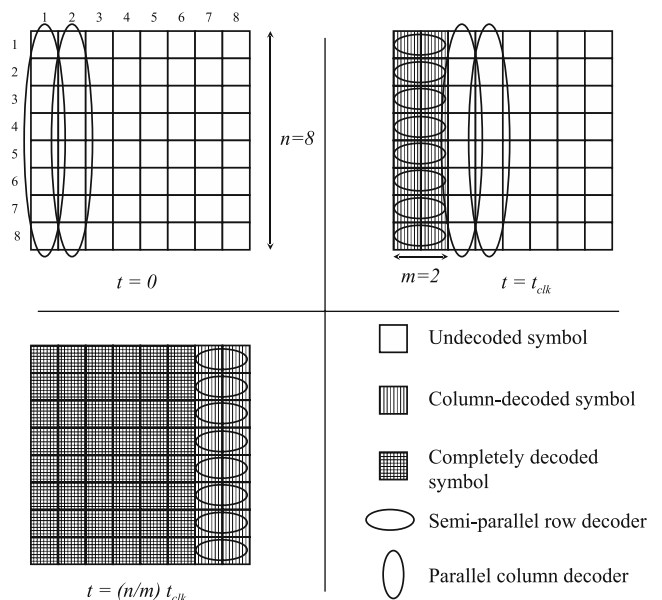 1 2 3 4 5 6 7 8
1
2
3
4
5
6
7
8
n=8
t = 0
m=2
t = t_clk
Undecoded symbol
Column-decoded symbol
Completely decoded
symbol
Semi-parallel row decoder
Parallel column decoder
t = (n/m) t_clk